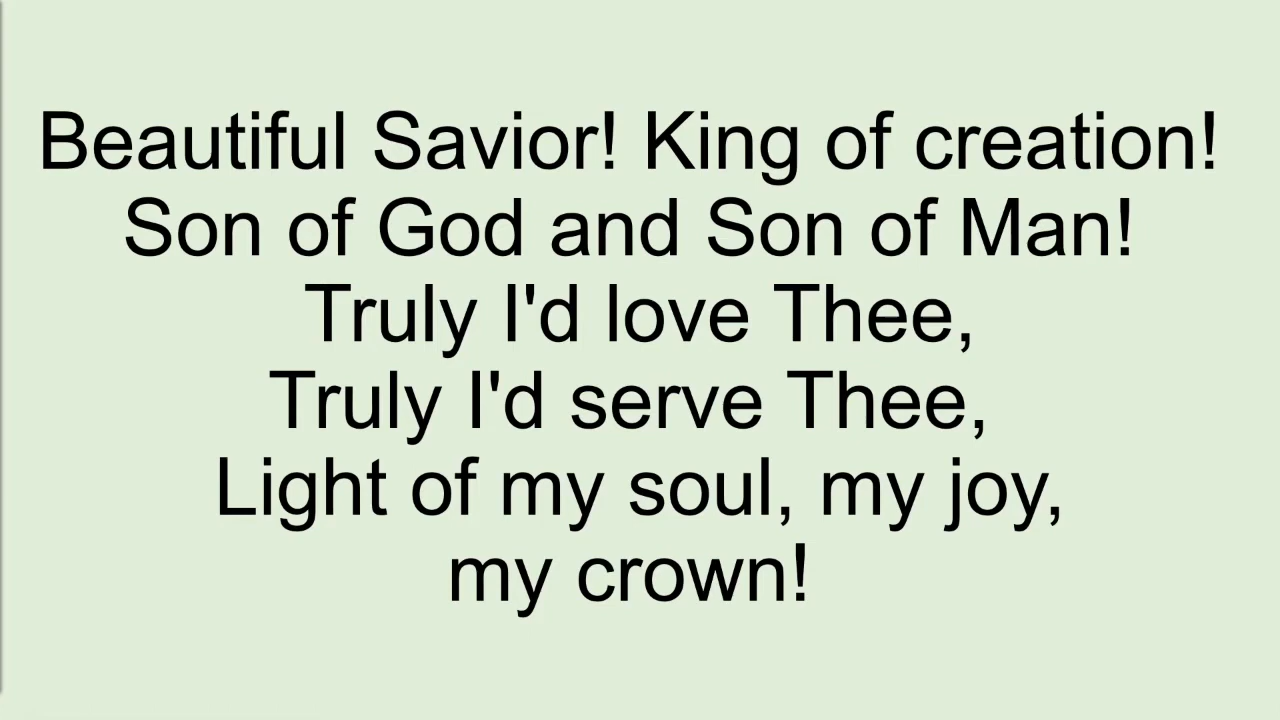 Beautiful Savior! King of creation!
Son of God and Son of Man!
Truly I'd love Thee,
Truly I'd serve Thee,
Light of my soul, my joy,
my crown!